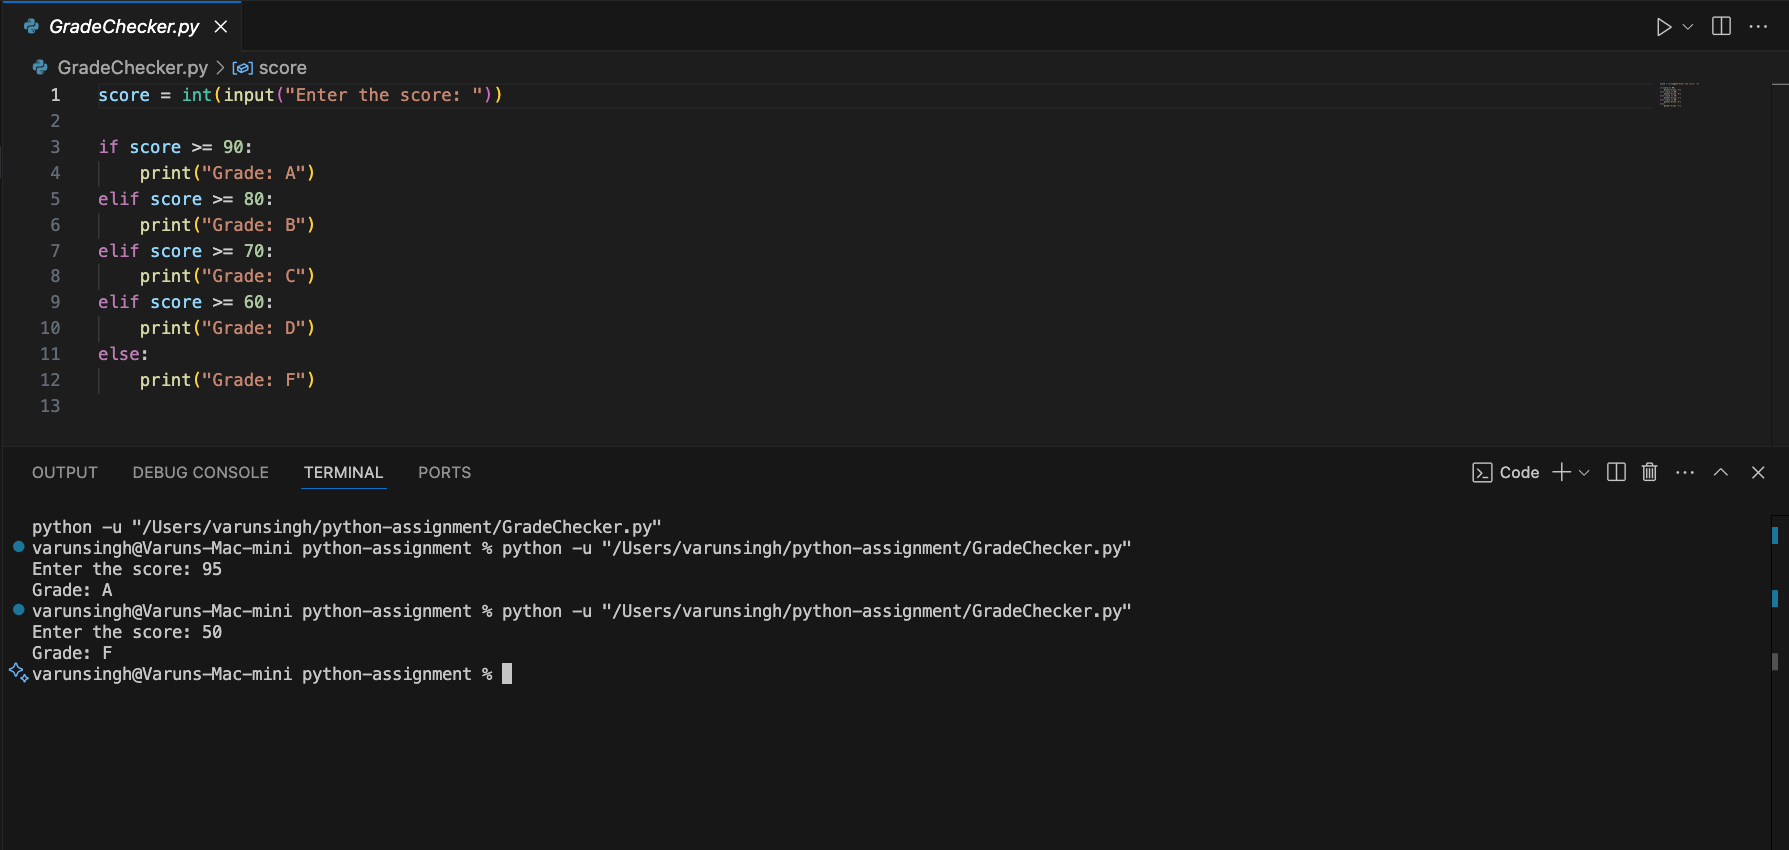 GradeChecker.py
GradeChecker.py > score
1 score = int(input("Enter the score: "))
2
3 if score >= 90:
4     print("Grade: A")
5 elif score >= 80:
6     print("Grade: B")
7 elif score >= 70:
8     print("Grade: C")
9 elif score >= 60:
10     print("Grade: D")
11 else:
12     print("Grade: F")
13
OUTPUT DEBUG CONSOLE TERMINAL PORTS Code
python -u "/Users/varunsingh/python-assignment/GradeChecker.py"
varunsingh@Varuns-Mac-mini python-assignment % python -u "/Users/varunsingh/python-assignment/GradeChecker.py"
Enter the score: 95
Grade: A
varunsingh@Varuns-Mac-mini python-assignment % python -u "/Users/varunsingh/python-assignment/GradeChecker.py"
Enter the score: 50
Grade: F
varunsingh@Varuns-Mac-mini python-assignment %